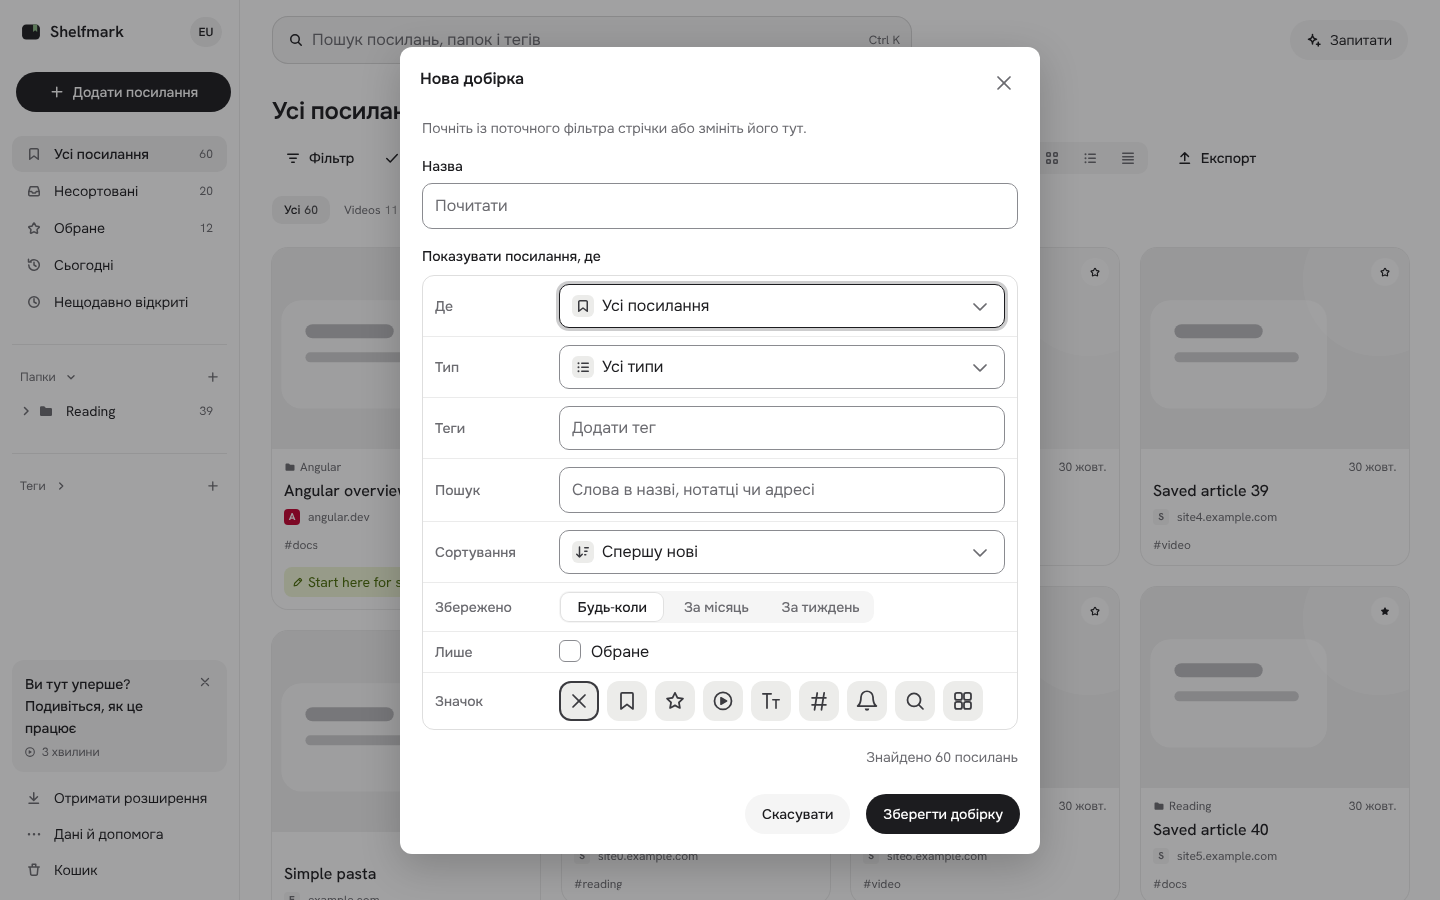 Shelfmark
EU
Додати посилання
Усі посилання 60
Несортовані 20
Обране 12
Сьогодні
Нещодавно відкриті
Папки
Reading 39
Теги
Ви тут уперше?
Подивіться, як це
працює
3 хвилини
Отримати розширення
Дані й допомога
Кошик
Пошук посилань, папок і тегів Ctrl K
Запитати
Усі посилан
Фільтр
Експорт
Усі 60 Videos 11
Angular
Angular overvie
A angular.dev
#docs
Start here for s
Simple pasta
Нова добірка
Почніть із поточного фільтра стрічки або змініть його тут.
Назва
Почитати
Показувати посилання, де
Де Усі посилання
Тип Усі типи
Теги Додати тег
Пошук Слова в назві, нотатці чи адресі
Сортування Спершу нові
Збережено Будь-коли За місяць За тиждень
Лише Обране
Значок
Знайдено 60 посилань
Скасувати Зберегти добірку
#reading
30 жовт.
30 жовт.
S
#video
30 жовт.
Saved article 39
S site4.example.com
#video
Reading 30 жовт.
Saved article 40
S site5.example.com
#docs